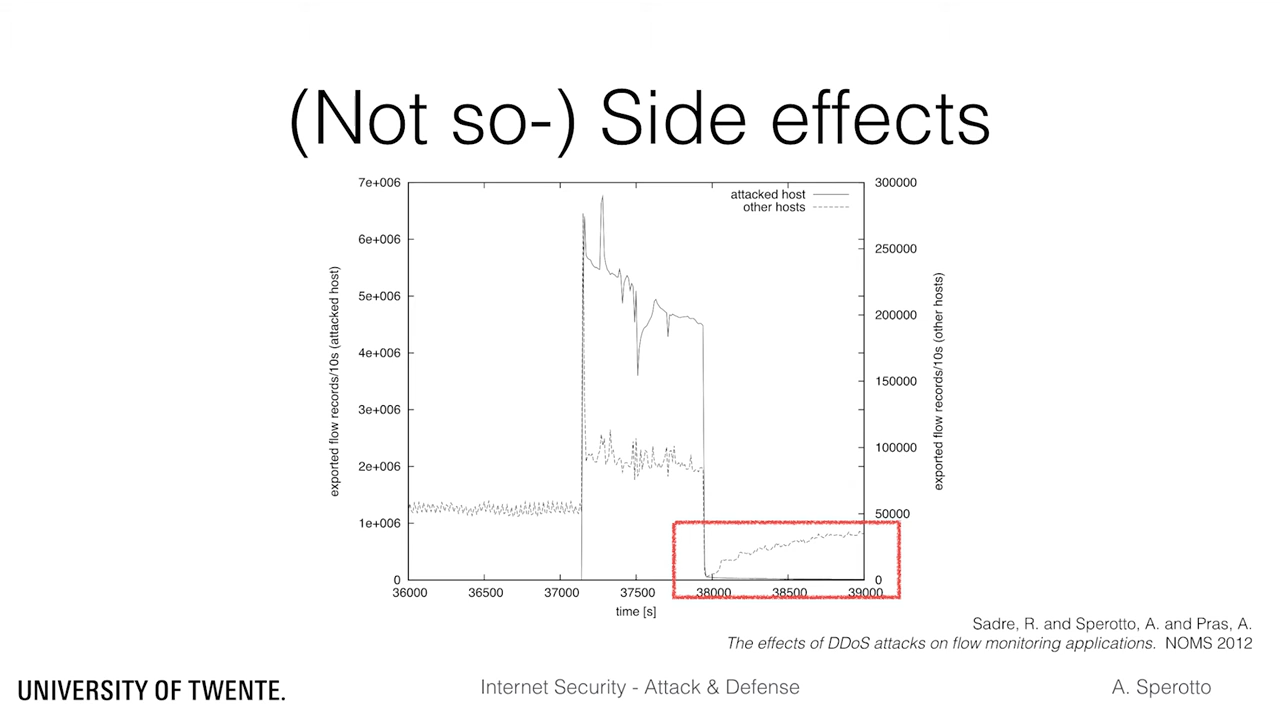 (Not so-) Side effects
7e+006
6e+006
5e+006
4e+006
3e+006
2e+006
1e+006
0
exported flow records/10s (attacked host)
attacked host
other hosts
300000
250000
200000
150000
100000
50000
0
exported flow records/10s (other hosts)
36000 36500 37000 37500 38000 38500 39000
time [s]
Sadre, R. and Sperotto, A. and Pras, A.
The effects of DDoS attacks on flow monitoring applications. NOMS 2012
UNIVERSITY OF TWENTE. Internet Security - Attack & Defense A. Sperotto